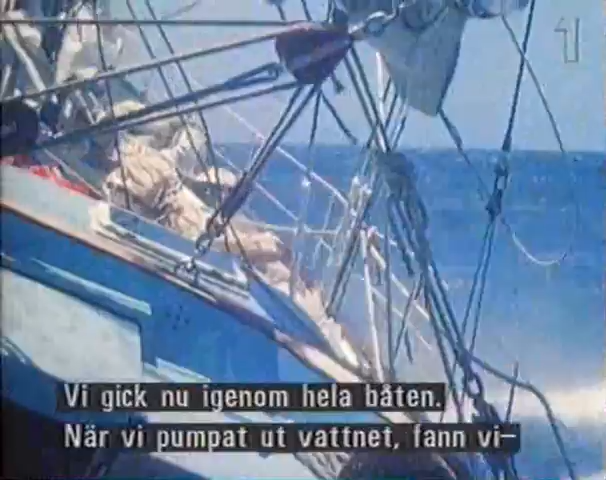 1
Vi gick nu igenom hela båten.
När vi pumpat ut vattnet, fann vi–